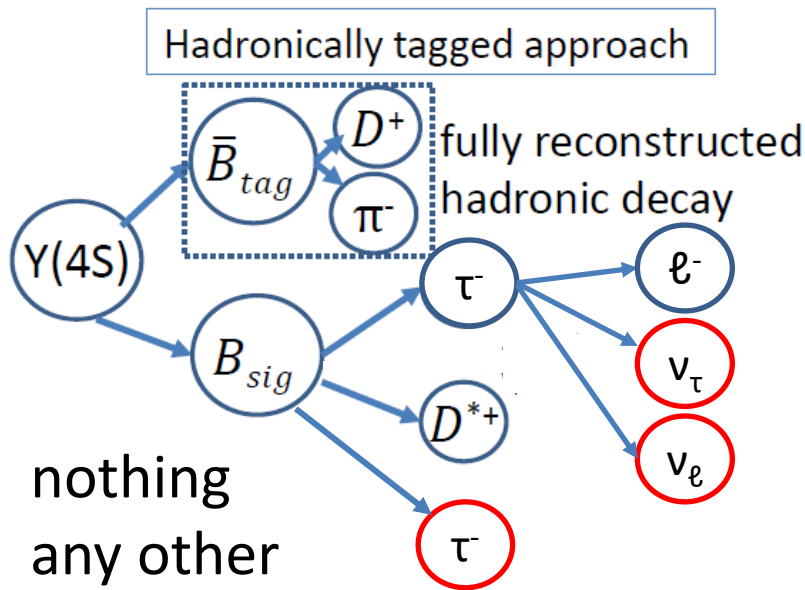 Hadronically tagged approach
B̄tag
D+
π-
fully reconstructed
hadronic decay
Υ(4S)
Bsig
τ-
ℓ-
ντ
νℓ
D*+
τ-
nothing
any other